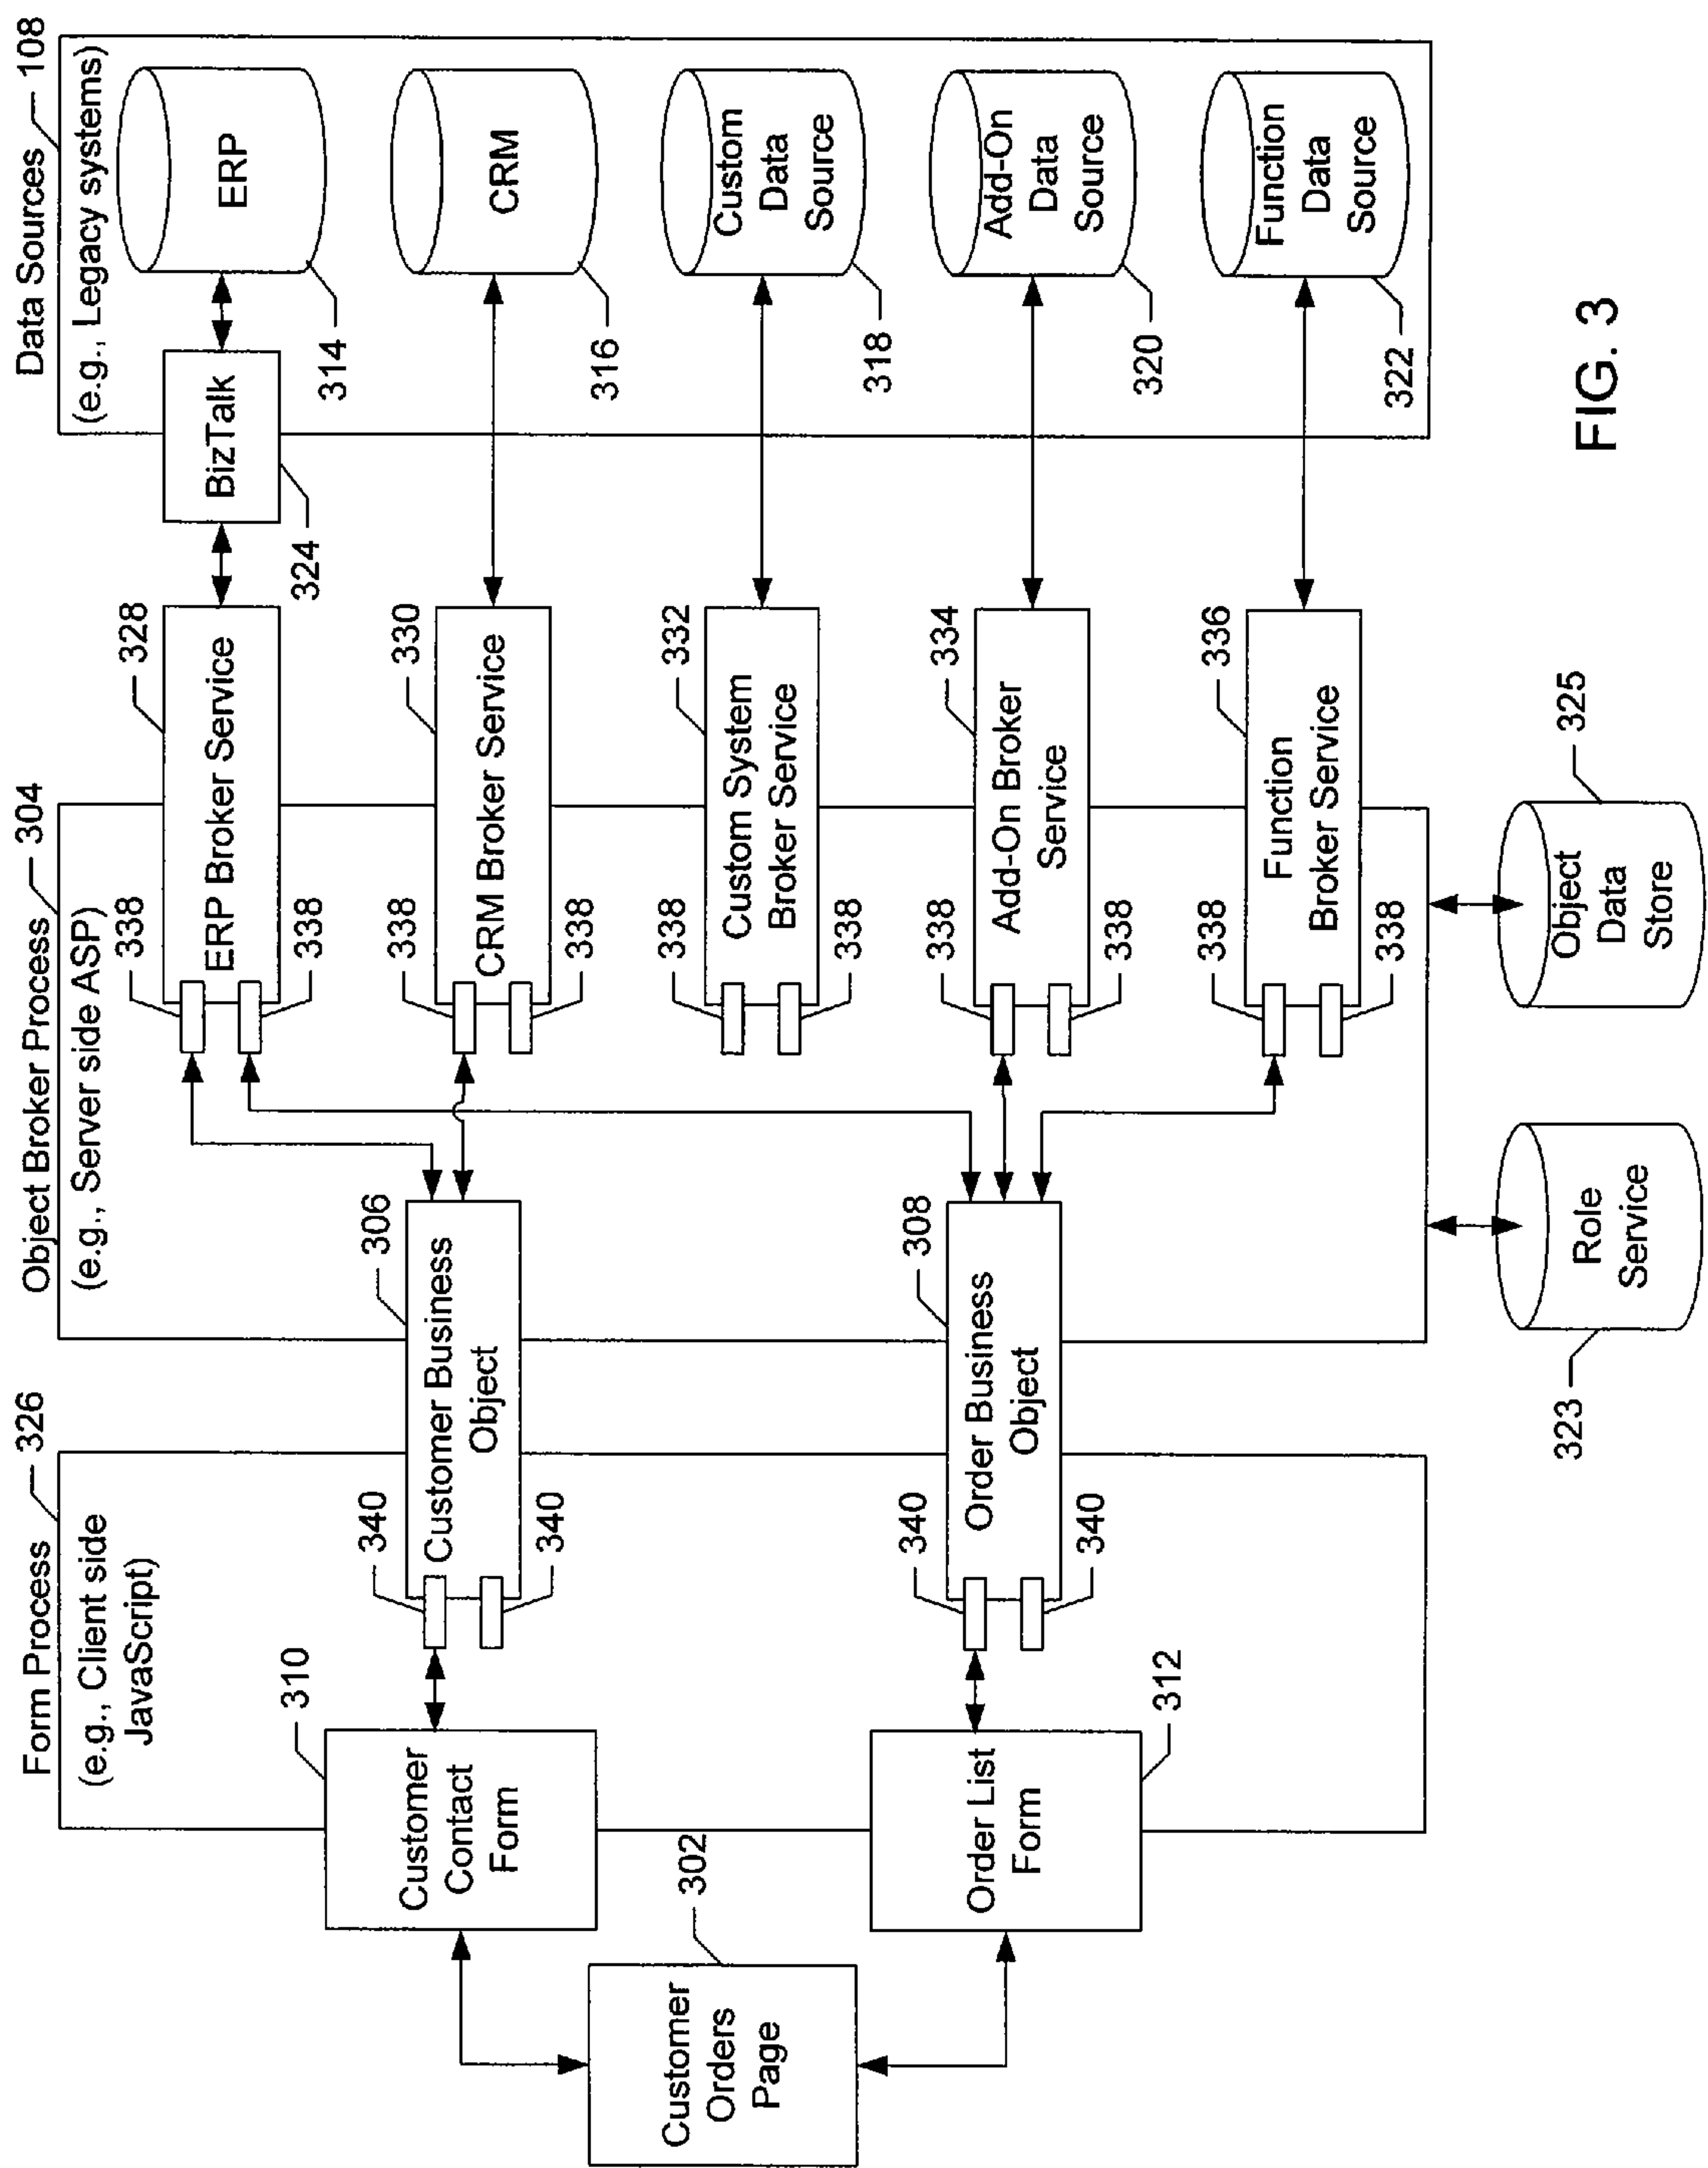 Form Process 326
(e.g., Client side
JavaScript)
Object Broker Process 304
(e.g., Server side ASP)
Data Sources 108
(e.g., Legacy systems)
Customer
Orders
Page
302
Customer
Contact
Form
310
Order List
Form
312
340
340
Customer Business
Object
306
340
340
Order Business
Object
308
338
338
ERP Broker Service
328
338
338
CRM Broker Service
330
338
338
Custom System
Broker Service
332
338
338
Add-On Broker
Service
334
338
338
Function
Broker Service
336
BizTalk
324
ERP
314
CRM
316
Custom
Data
Source
318
Add-On
Data
Source
320
Function
Data
Source
322
Role
Service
323
Object
Data
Store
325
FIG. 3